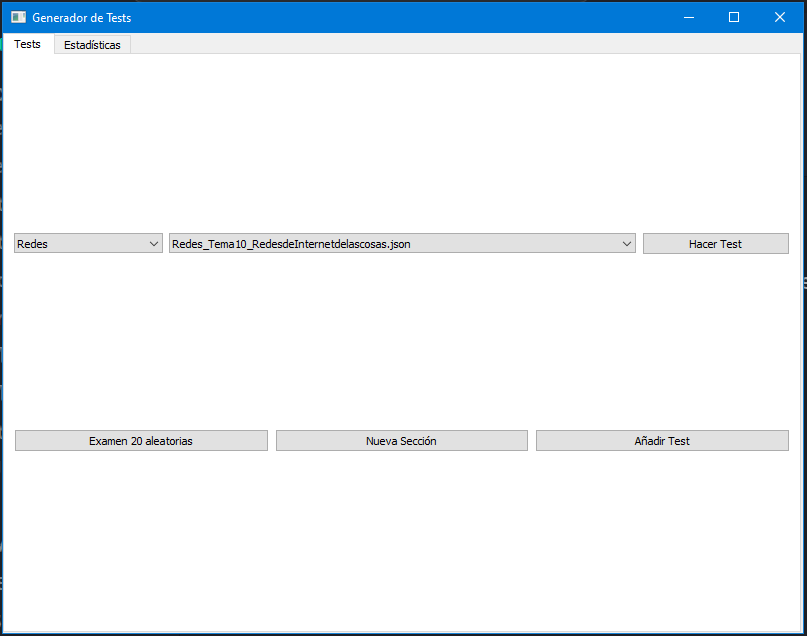 Generador de Tests
Tests Estadísticas
Redes Redes_Tema10_RedesdeInternetdelascosas.json Hacer Test
Examen 20 aleatorias Nueva Sección Añadir Test